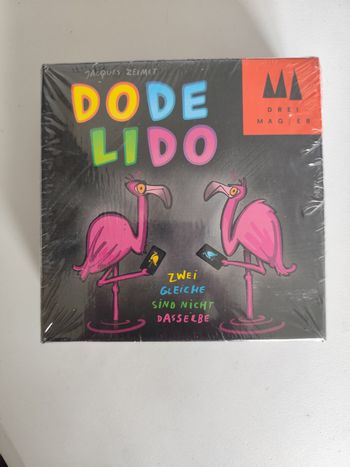 JACQUES ZEIMET
DODE
LIDO
DREI
MAGIER
ZWEI
GLEICHE
SIND NICHT
DASSELBE